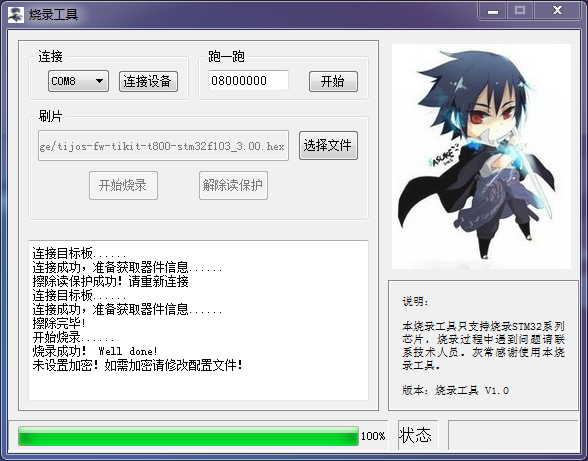 烧录工具
连接
COM8
连接设备
跑一跑
08000000
开始
刷片
ge/tijos-fw-tikit-t800-stm32f103_3.00.hex
选择文件
开始烧录
解除读保护
连接目标板......
连接成功，准备获取器件信息......
擦除读保护成功！请重新连接
连接目标板......
连接成功，准备获取器件信息......
擦除完毕！
开始烧录......
烧录成功！ Well done!
未设置加密！如需加密请修改配置文件！
SASUKE
说明：
本烧录工具只支持烧录STM32系列
芯片，烧录过程中遇到问题请联
系技术人员。灰常感谢使用本烧
录工具。
版本：烧录工具 V1.0
100%
状态